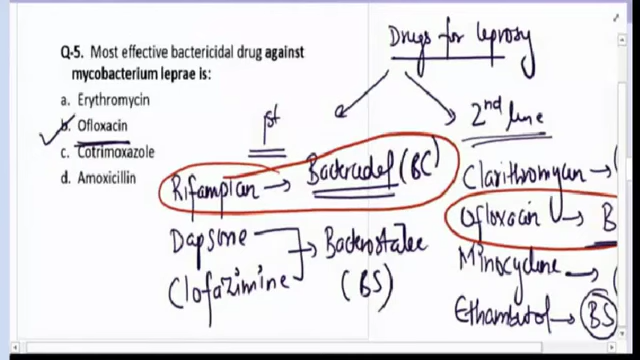 Q-5. Most effective bactericidal drug against
mycobacterium leprae is:
a. Erythromycin
b. Ofloxacin
c. Cotrimoxazole
d. Amoxicillin
Drugs for leprosy
1st
Rifampicin → Bactericidal (BC)
Dapsone
Clofazimine
→ Bacterostatic
(BS)
2nd line
Clarithromycin →
Ofloxacin → B
Minocycline →
Ethambutol → BS